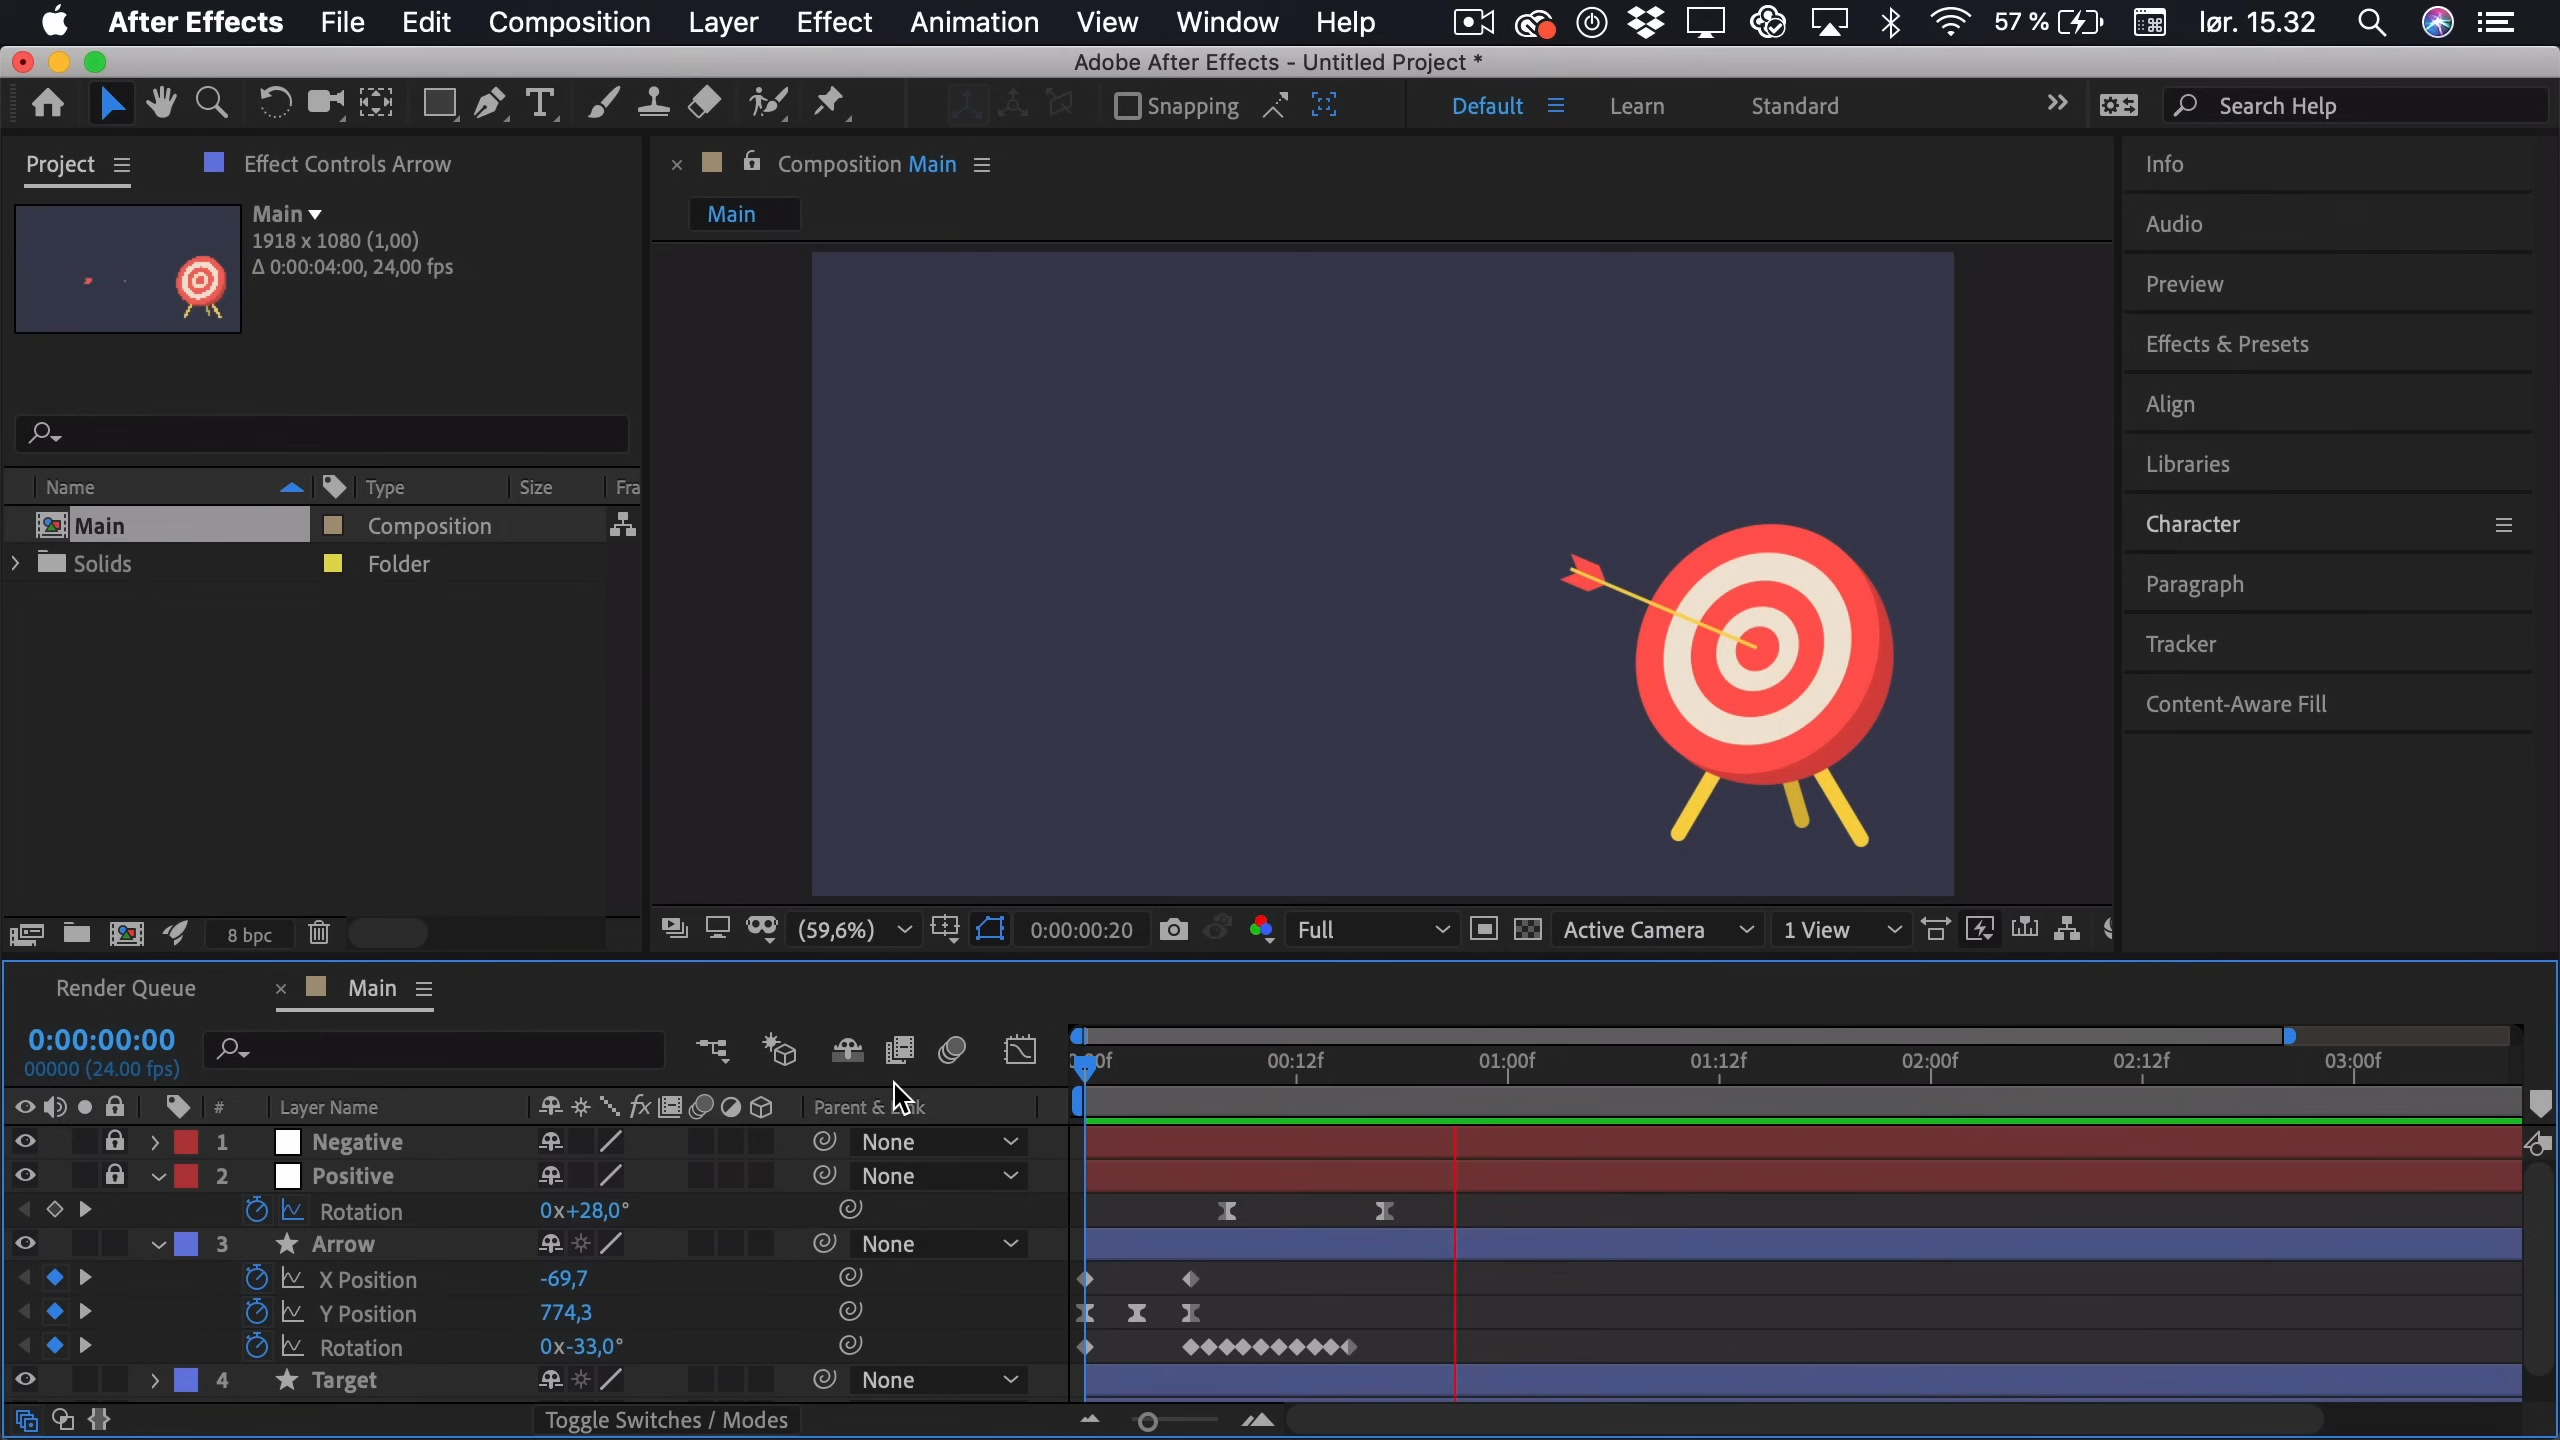 After Effects File Edit Composition Layer Effect Animation View Window Help 57 % lør. 15.32
Adobe After Effects - Untitled Project *
Snapping Default Learn Standard Search Help
Project Effect Controls Arrow
Composition Main
Main
Main
1918 x 1080 (1,00)
Δ 0:00:04:00, 24,00 fps
Name Type Size Fra
Main Composition
Solids Folder
8 bpc
(59,6%) 0:00:00:20 Full Active Camera 1 View
Info
Audio
Preview
Effects & Presets
Align
Libraries
Character
Paragraph
Tracker
Content-Aware Fill
Render Queue Main
0:00:00:00
00000 (24.00 fps)
00f 00:12f 01:00f 01:12f 02:00f 02:12f 03:00f
# Layer Name fx Parent &
1 Negative None
2 Positive None
Rotation 0x+28,0°
3 Arrow None
X Position -69,7
Y Position 774,3
Rotation 0x-33,0°
4 Target None
Toggle Switches / Modes